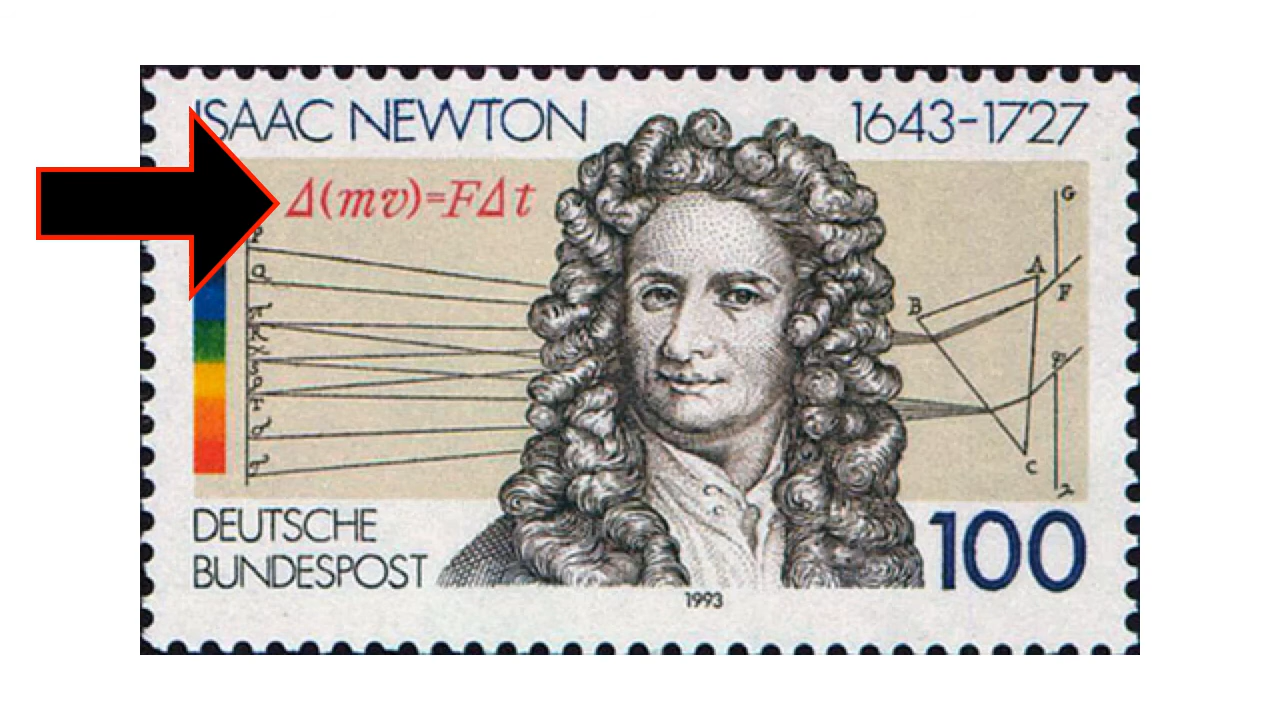 ISAAC NEWTON 1643-1727
Δ(mv)=FΔt
G
A
F
B
C
DEUTSCHE
BUNDESPOST
100
1993